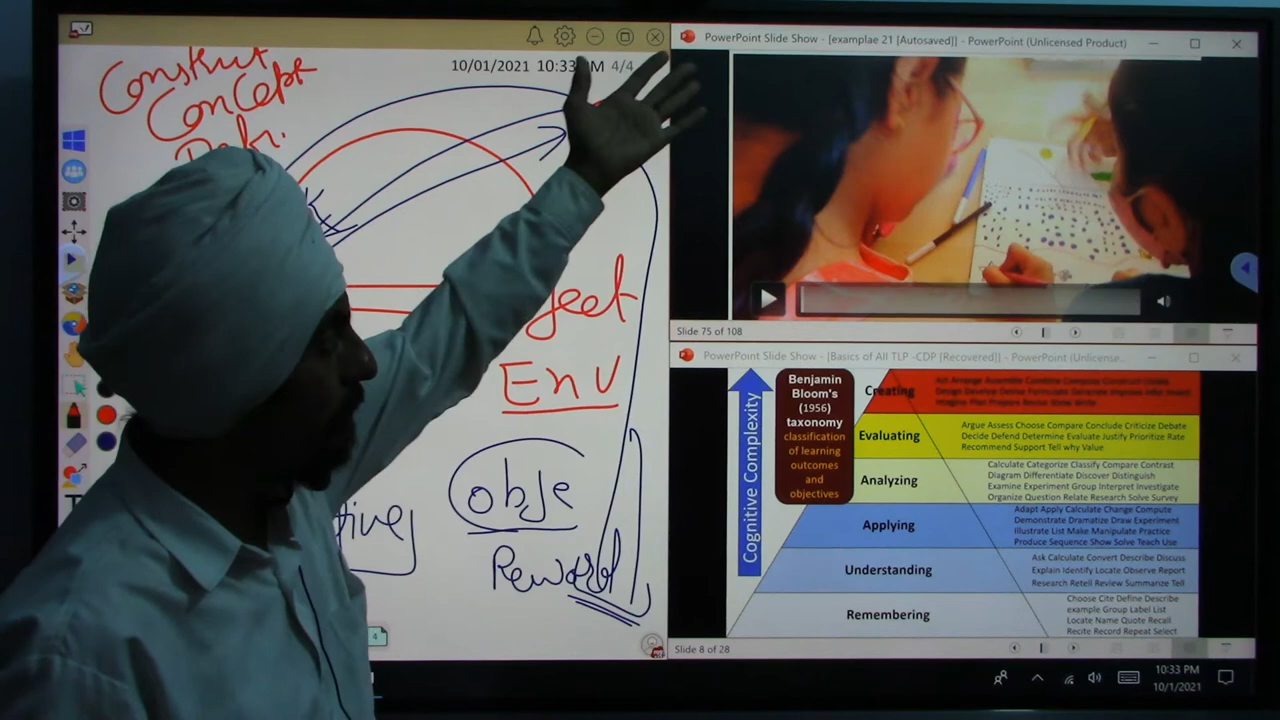 10/01/2021 10:33 M 4/4
Construct
Concept
ject
Env
obje
Reward
tive
4
PowerPoint Slide Show - [examplae 21 [Autosaved]] - PowerPoint (Unlicensed Product)
Slide 75 of 108
PowerPoint Slide Show - [Basics of All TLP -CDP [Recovered]] - PowerPoint (Unlicense...
Cognitive Complexity
Benjamin
Bloom's
(1956)
taxonomy
classification
of learning
outcomes
and
objectives
Creating
Evaluating
Argue Assess Choose Compare Conclude Criticize Debate
Decide Defend Determine Evaluate Justify Prioritize Rate
Recommend Support Tell why Value
Analyzing
Calculate Categorize Classify Compare Contrast
Diagram Differentiate Discover Distinguish
Examine Experiment Group Interpret Investigate
Organize Question Relate Research Solve Survey
Applying
Adapt Apply Calculate Change Compute
Demonstrate Dramatize Draw Experiment
Illustrate List Make Manipulate Practice
Produce Sequence Show Solve Teach Use
Understanding
Ask Calculate Convert Describe Discuss
Explain Identify Locate Observe Report
Research Retell Review Summarize Tell
Remembering
Choose Cite Define Describe
example Group Label List
Locate Name Quote Recall
Recite Record Repeat Select
Slide 8 of 28
10:33 PM
10/1/2021